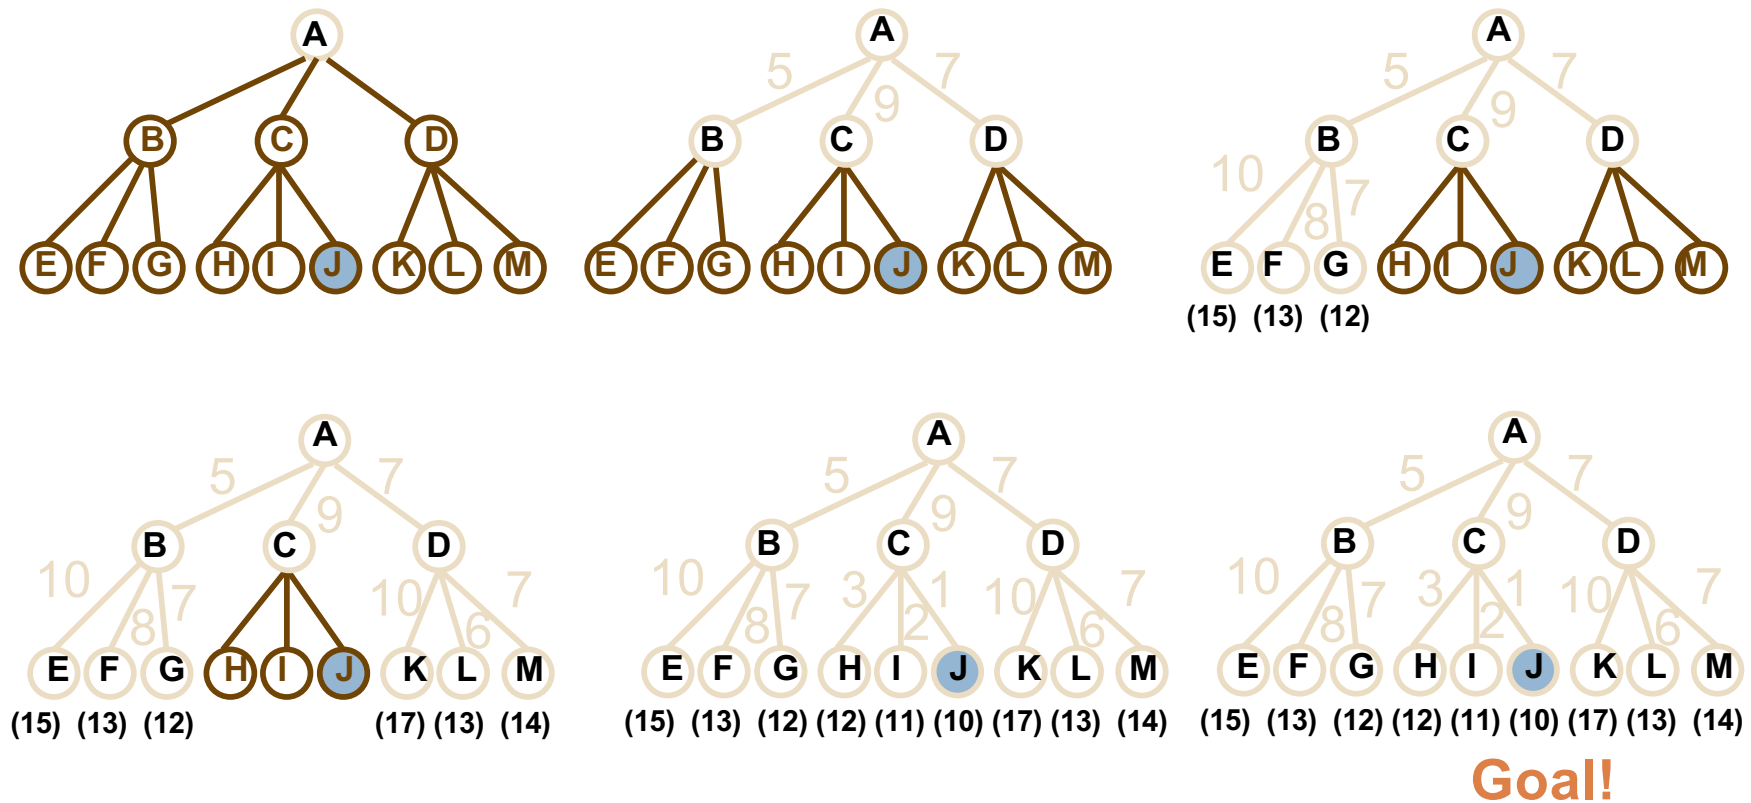 A
B C D
E F G H I J K L M
A
5 9 7
B C D
E F G H I J K L M
A
5 9 7
B C D
10 8 7
E F G H I J K L M
(15) (13) (12)
A
5 9 7
B C D
10 8 7 10 6 7
E F G H I J K L M
(15) (13) (12) (17) (13) (14)
A
5 9 7
B C D
10 8 7 3 2 1 10 6 7
E F G H I J K L M
(15) (13) (12) (12) (11) (10) (17) (13) (14)
A
5 9 7
B C D
10 8 7 3 2 1 10 6 7
E F G H I J K L M
(15) (13) (12) (12) (11) (10) (17) (13) (14)
Goal!